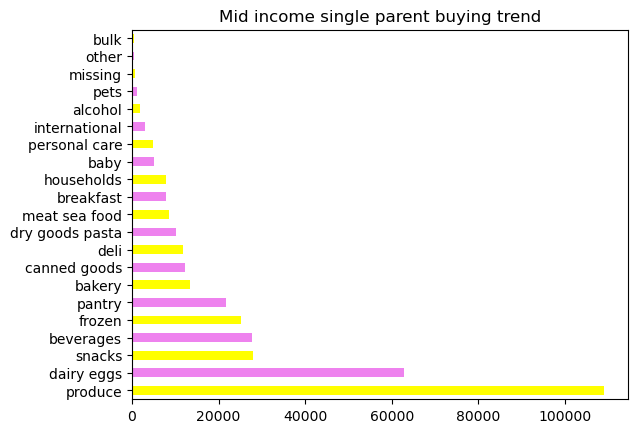 Mid income single parent buying trend
bulk
other
missing
pets
alcohol
international
personal care
baby
households
breakfast
meat sea food
dry goods pasta
deli
canned goods
bakery
pantry
frozen
beverages
snacks
dairy eggs
produce
0 20000 40000 60000 80000 100000